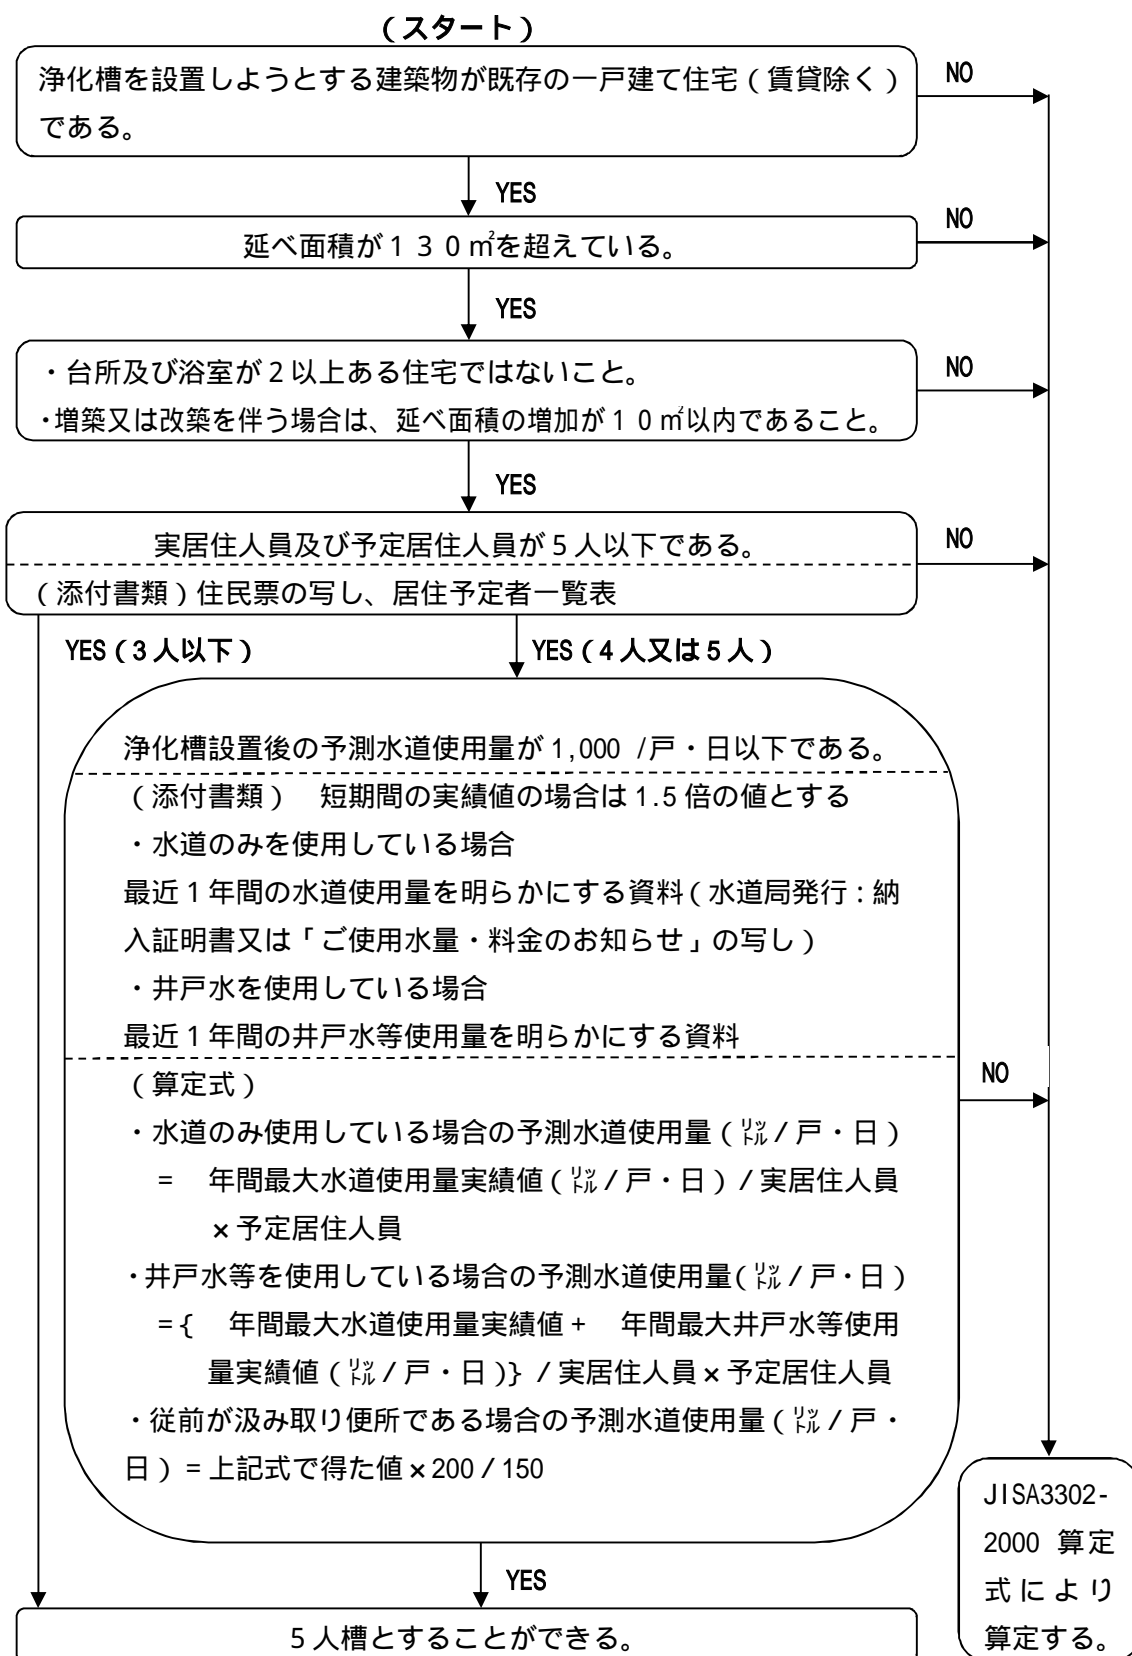 （スタート）
浄化槽を設置しようとする建築物が既存の一戸建て住宅（賃貸除く）
である。
NO
YES
延べ面積が１３０㎡を超えている。
NO
YES
・台所及び浴室が２以上ある住宅ではないこと。
・増築又は改築を伴う場合は、延べ面積の増加が１０㎡以内であること。
NO
YES
実居住人員及び予定居住人員が５人以下である。
（添付書類）住民票の写し、居住予定者一覧表
NO
YES（３人以下）
YES（４人又は５人）
浄化槽設置後の予測水道使用量が 1,000 /戸・日以下である。
（添付書類）　短期間の実績値の場合は 1.5 倍の値とする
・水道のみを使用している場合
最近１年間の水道使用量を明らかにする資料（水道局発行：納
入証明書又は「ご使用水量・料金のお知らせ」の写し）
・井戸水を使用している場合
最近１年間の井戸水等使用量を明らかにする資料
（算定式）
・水道のみ使用している場合の予測水道使用量（㍑／戸・日）
＝　年間最大水道使用量実績値（㍑／戸・日）／実居住人員
×予定居住人員
・井戸水等を使用している場合の予測水道使用量（㍑／戸・日）
＝｛　年間最大水道使用量実績値＋　年間最大井戸水等使用
量実績値（㍑／戸・日）｝／実居住人員×予定居住人員
・従前が汲み取り便所である場合の予測水道使用量（㍑／戸・
日）＝上記式で得た値×200／150
NO
YES
５人槽とすることができる。
JISA3302-
2000 算定
式により
算定する。